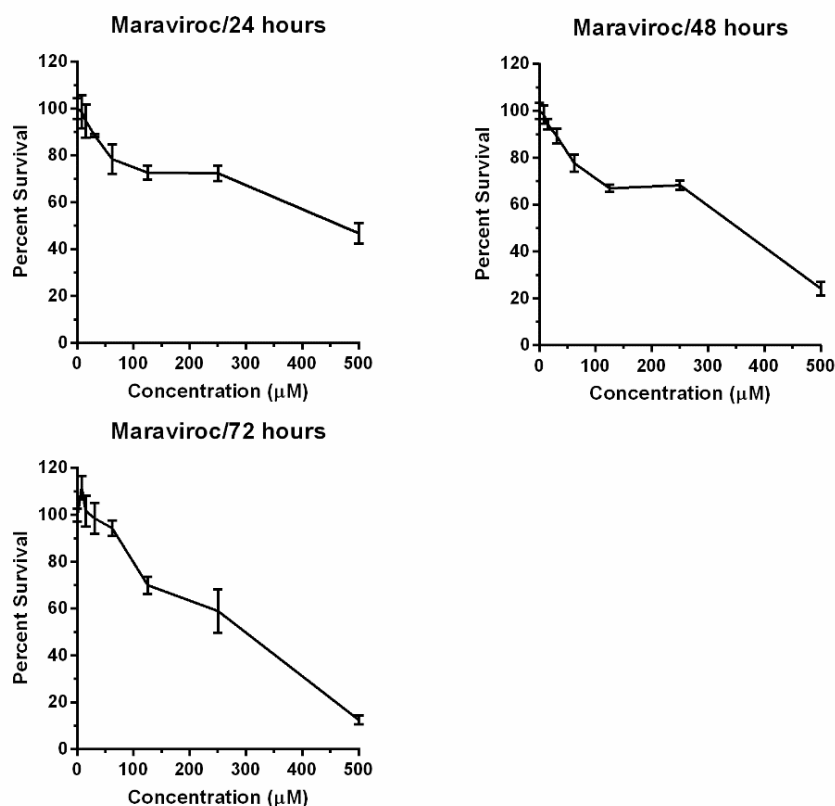 Maraviroc/24 hours
Percent Survival
120
100
80
60
40
20
0
0 100 200 300 400 500
Concentration (μM)
Maraviroc/48 hours
Percent Survival
120
100
80
60
40
20
0
0 100 200 300 400 500
Concentration (μM)
Maraviroc/72 hours
Percent Survival
120
100
80
60
40
20
0
0 100 200 300 400 500
Concentration (μM)